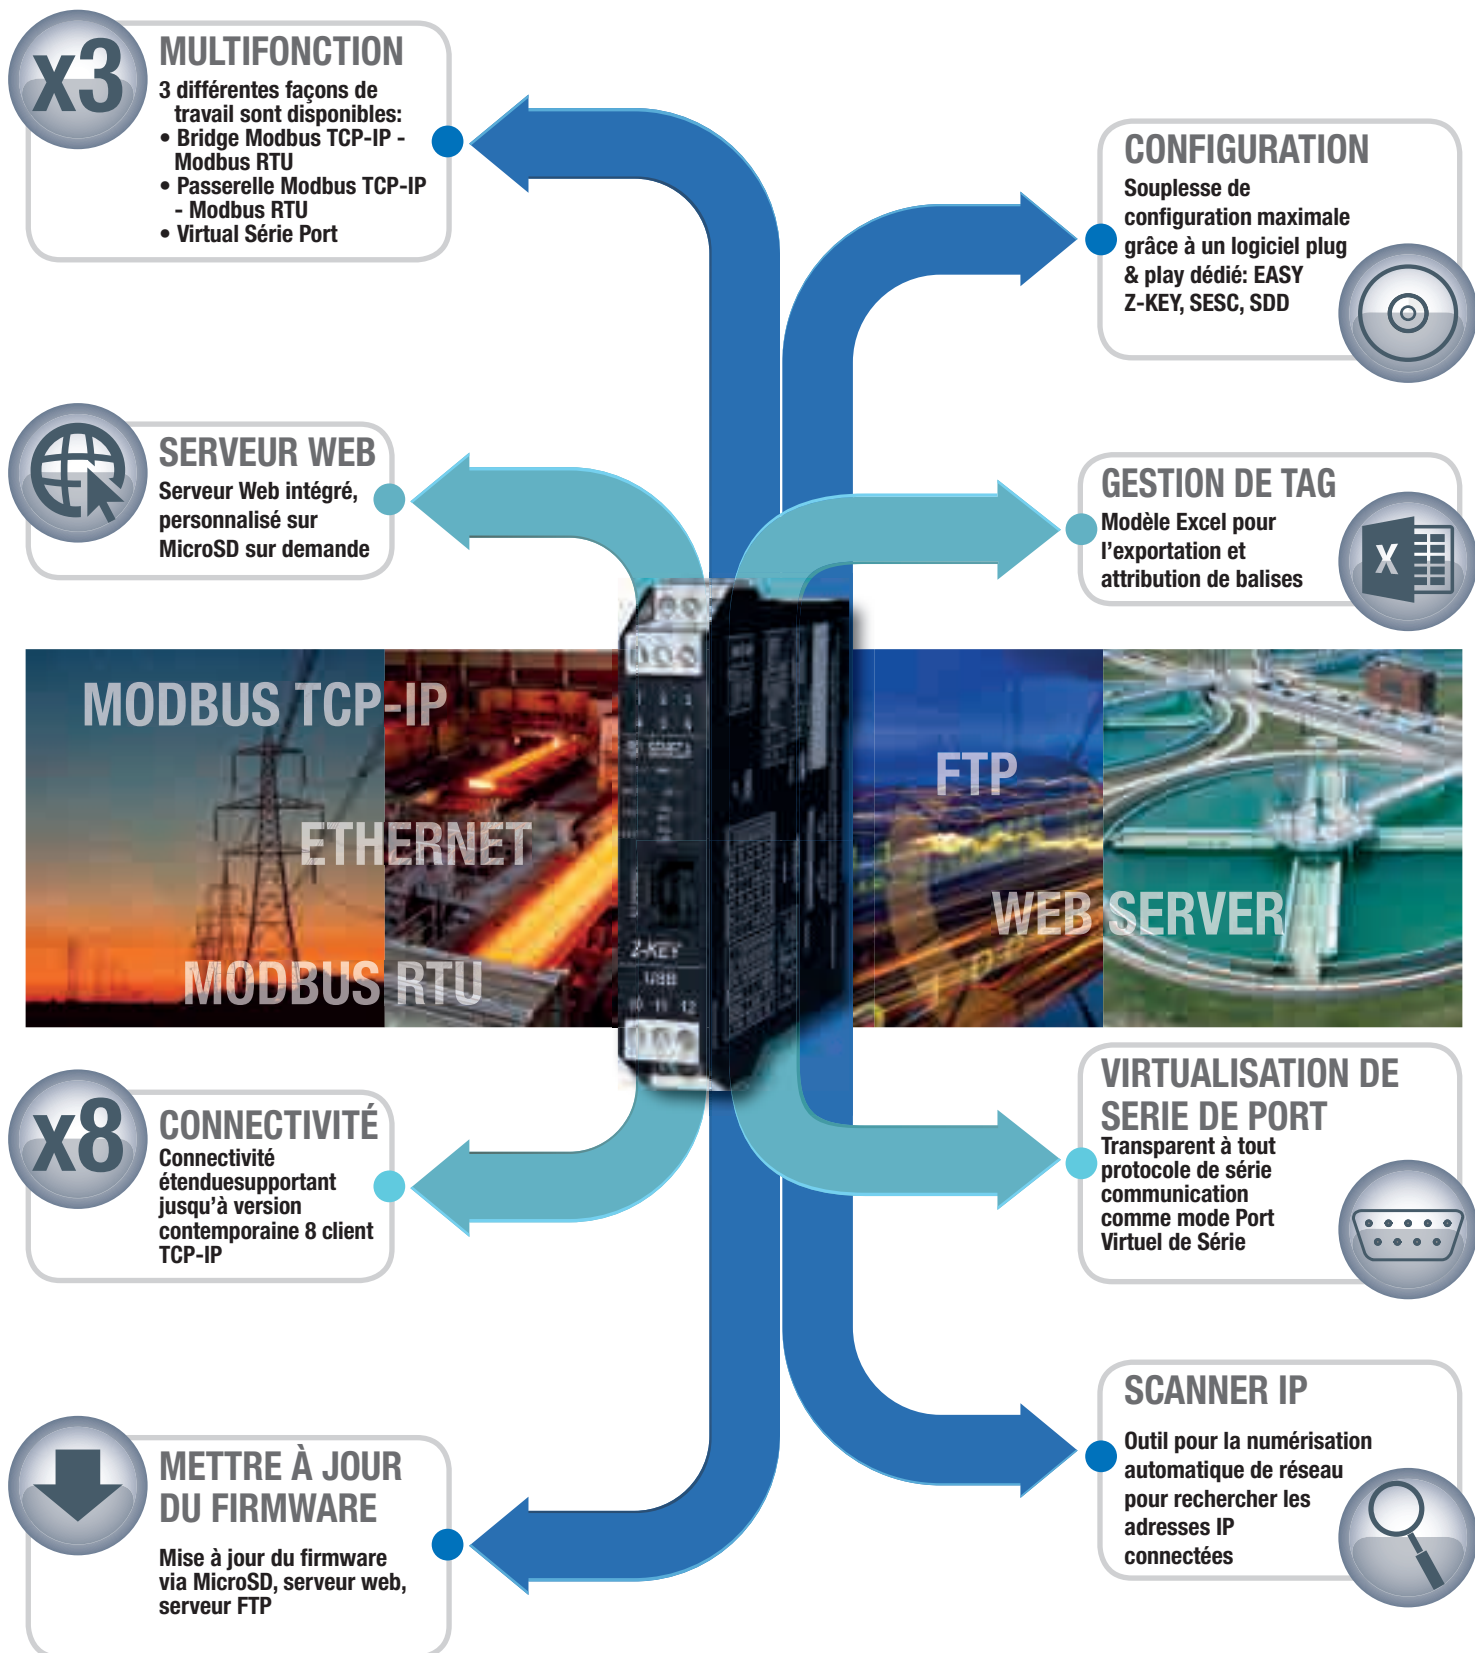 x3
MULTIFONCTION
3 différentes façons de
travail sont disponibles:
• Bridge Modbus TCP-IP -
Modbus RTU
• Passerelle Modbus TCP-IP
- Modbus RTU
• Virtual Série Port
CONFIGURATION
Souplesse de
configuration maximale
grâce à un logiciel plug
& play dédié: EASY
Z-KEY, SESC, SDD
SERVEUR WEB
Serveur Web intégré,
personnalisé sur
MicroSD sur demande
GESTION DE TAG
Modèle Excel pour
l’exportation et
attribution de balises
X
MODBUS TCP-IP
ETHERNET
MODBUS RTU
FTP
WEB SERVER
Z-KEY
USB
10 11 12
x8
CONNECTIVITÉ
Connectivité
étenduesupportant
jusqu’à version
contemporaine 8 client
TCP-IP
VIRTUALISATION DE
SERIE DE PORT
Transparent à tout
protocole de série
communication
comme mode Port
Virtuel de Série
METTRE À JOUR
DU FIRMWARE
Mise à jour du firmware
via MicroSD, serveur web,
serveur FTP
SCANNER IP
Outil pour la numérisation
automatique de réseau
pour rechercher les
adresses IP
connectées